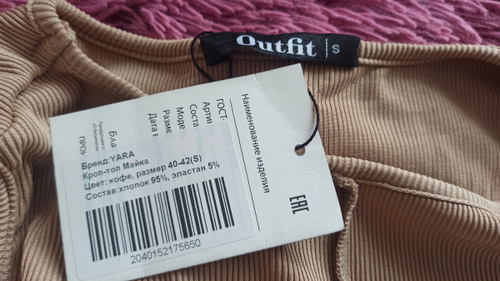 Outfit S
Наименование изделия
ГОСТ
Соста
Моде
Разме
Дата
Бла
Бренд:YARA
Кроп-топ Майка
Цвет: кофе, размер 40-42(S)
Состав:хлопок 95%, эластан 5%
2040152175650
EAC